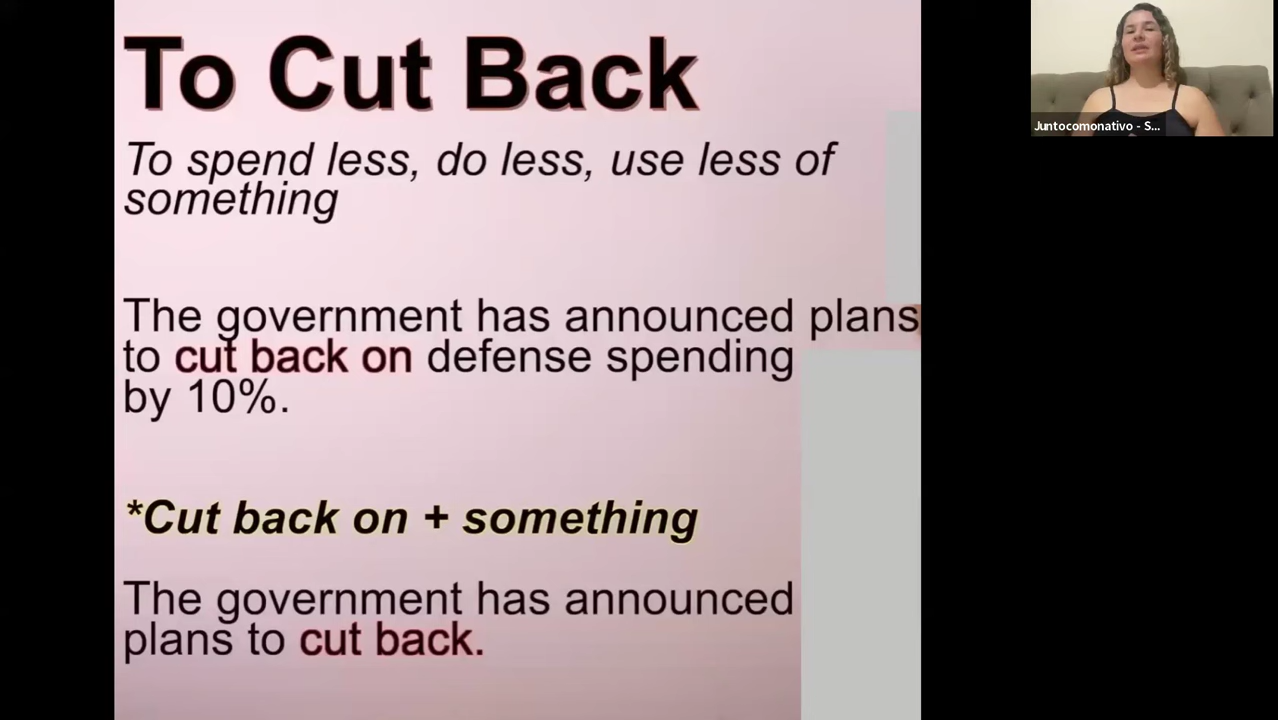 To Cut Back
To spend less, do less, use less of
something
The government has announced plans
to cut back on defense spending
by 10%.
*Cut back on + something
The government has announced
plans to cut back.
Juntocomonativo - S...